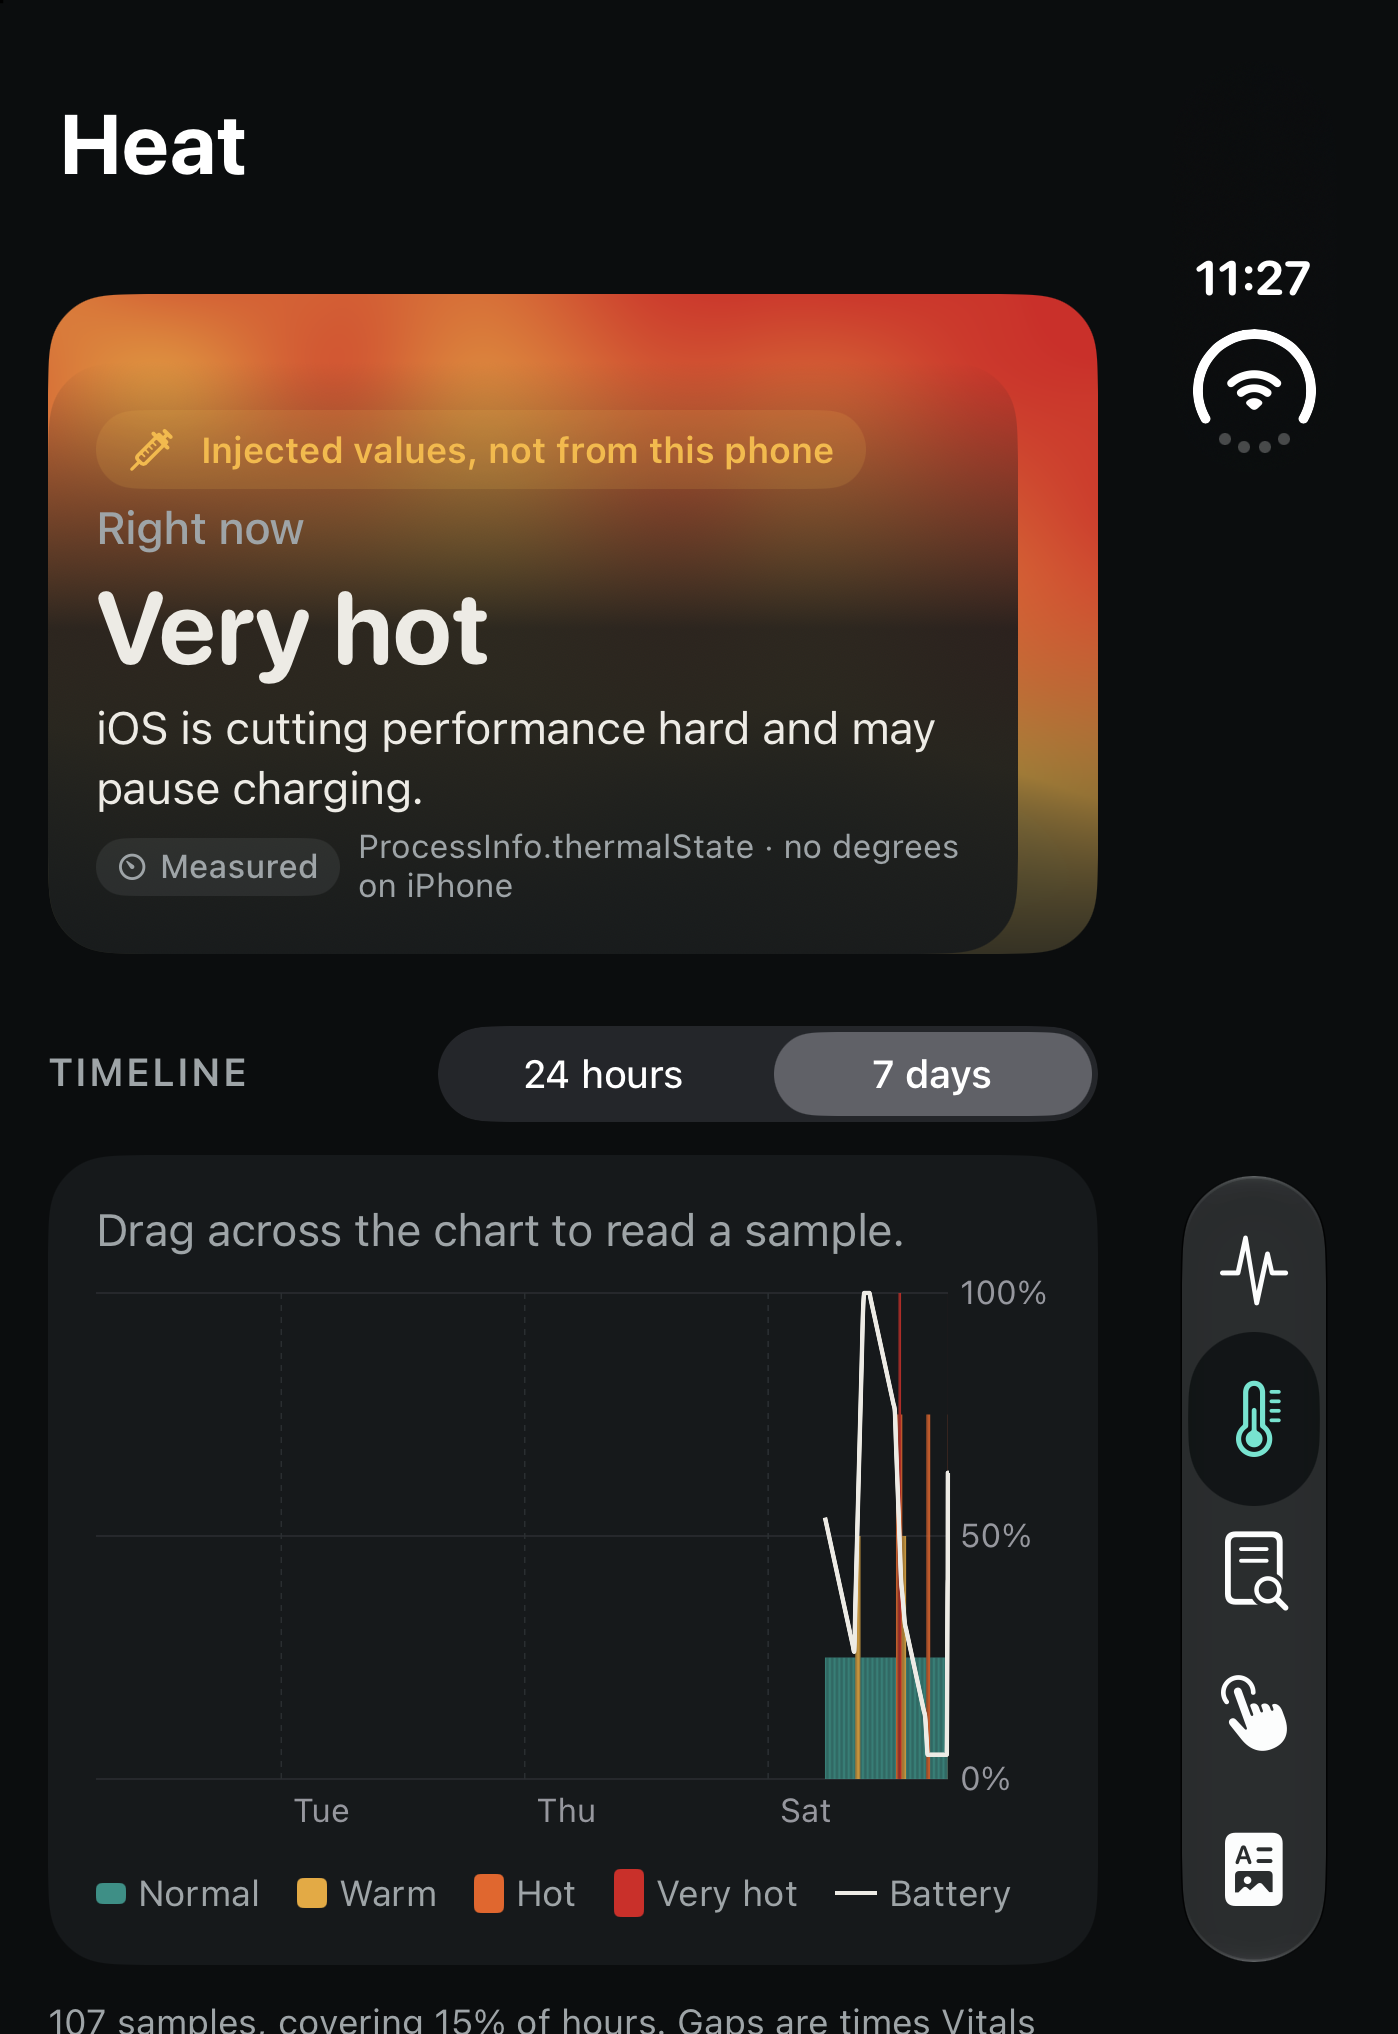 Heat
11:27
Injected values, not from this phone
Right now
Very hot
iOS is cutting performance hard and may
pause charging.
Measured
ProcessInfo.thermalState · no degrees
on iPhone
TIMELINE
24 hours
7 days
Drag across the chart to read a sample.
100%
50%
0%
Tue
Thu
Sat
Normal
Warm
Hot
Very hot
Battery
107 samples, covering 15% of hours. Gaps are times Vitals